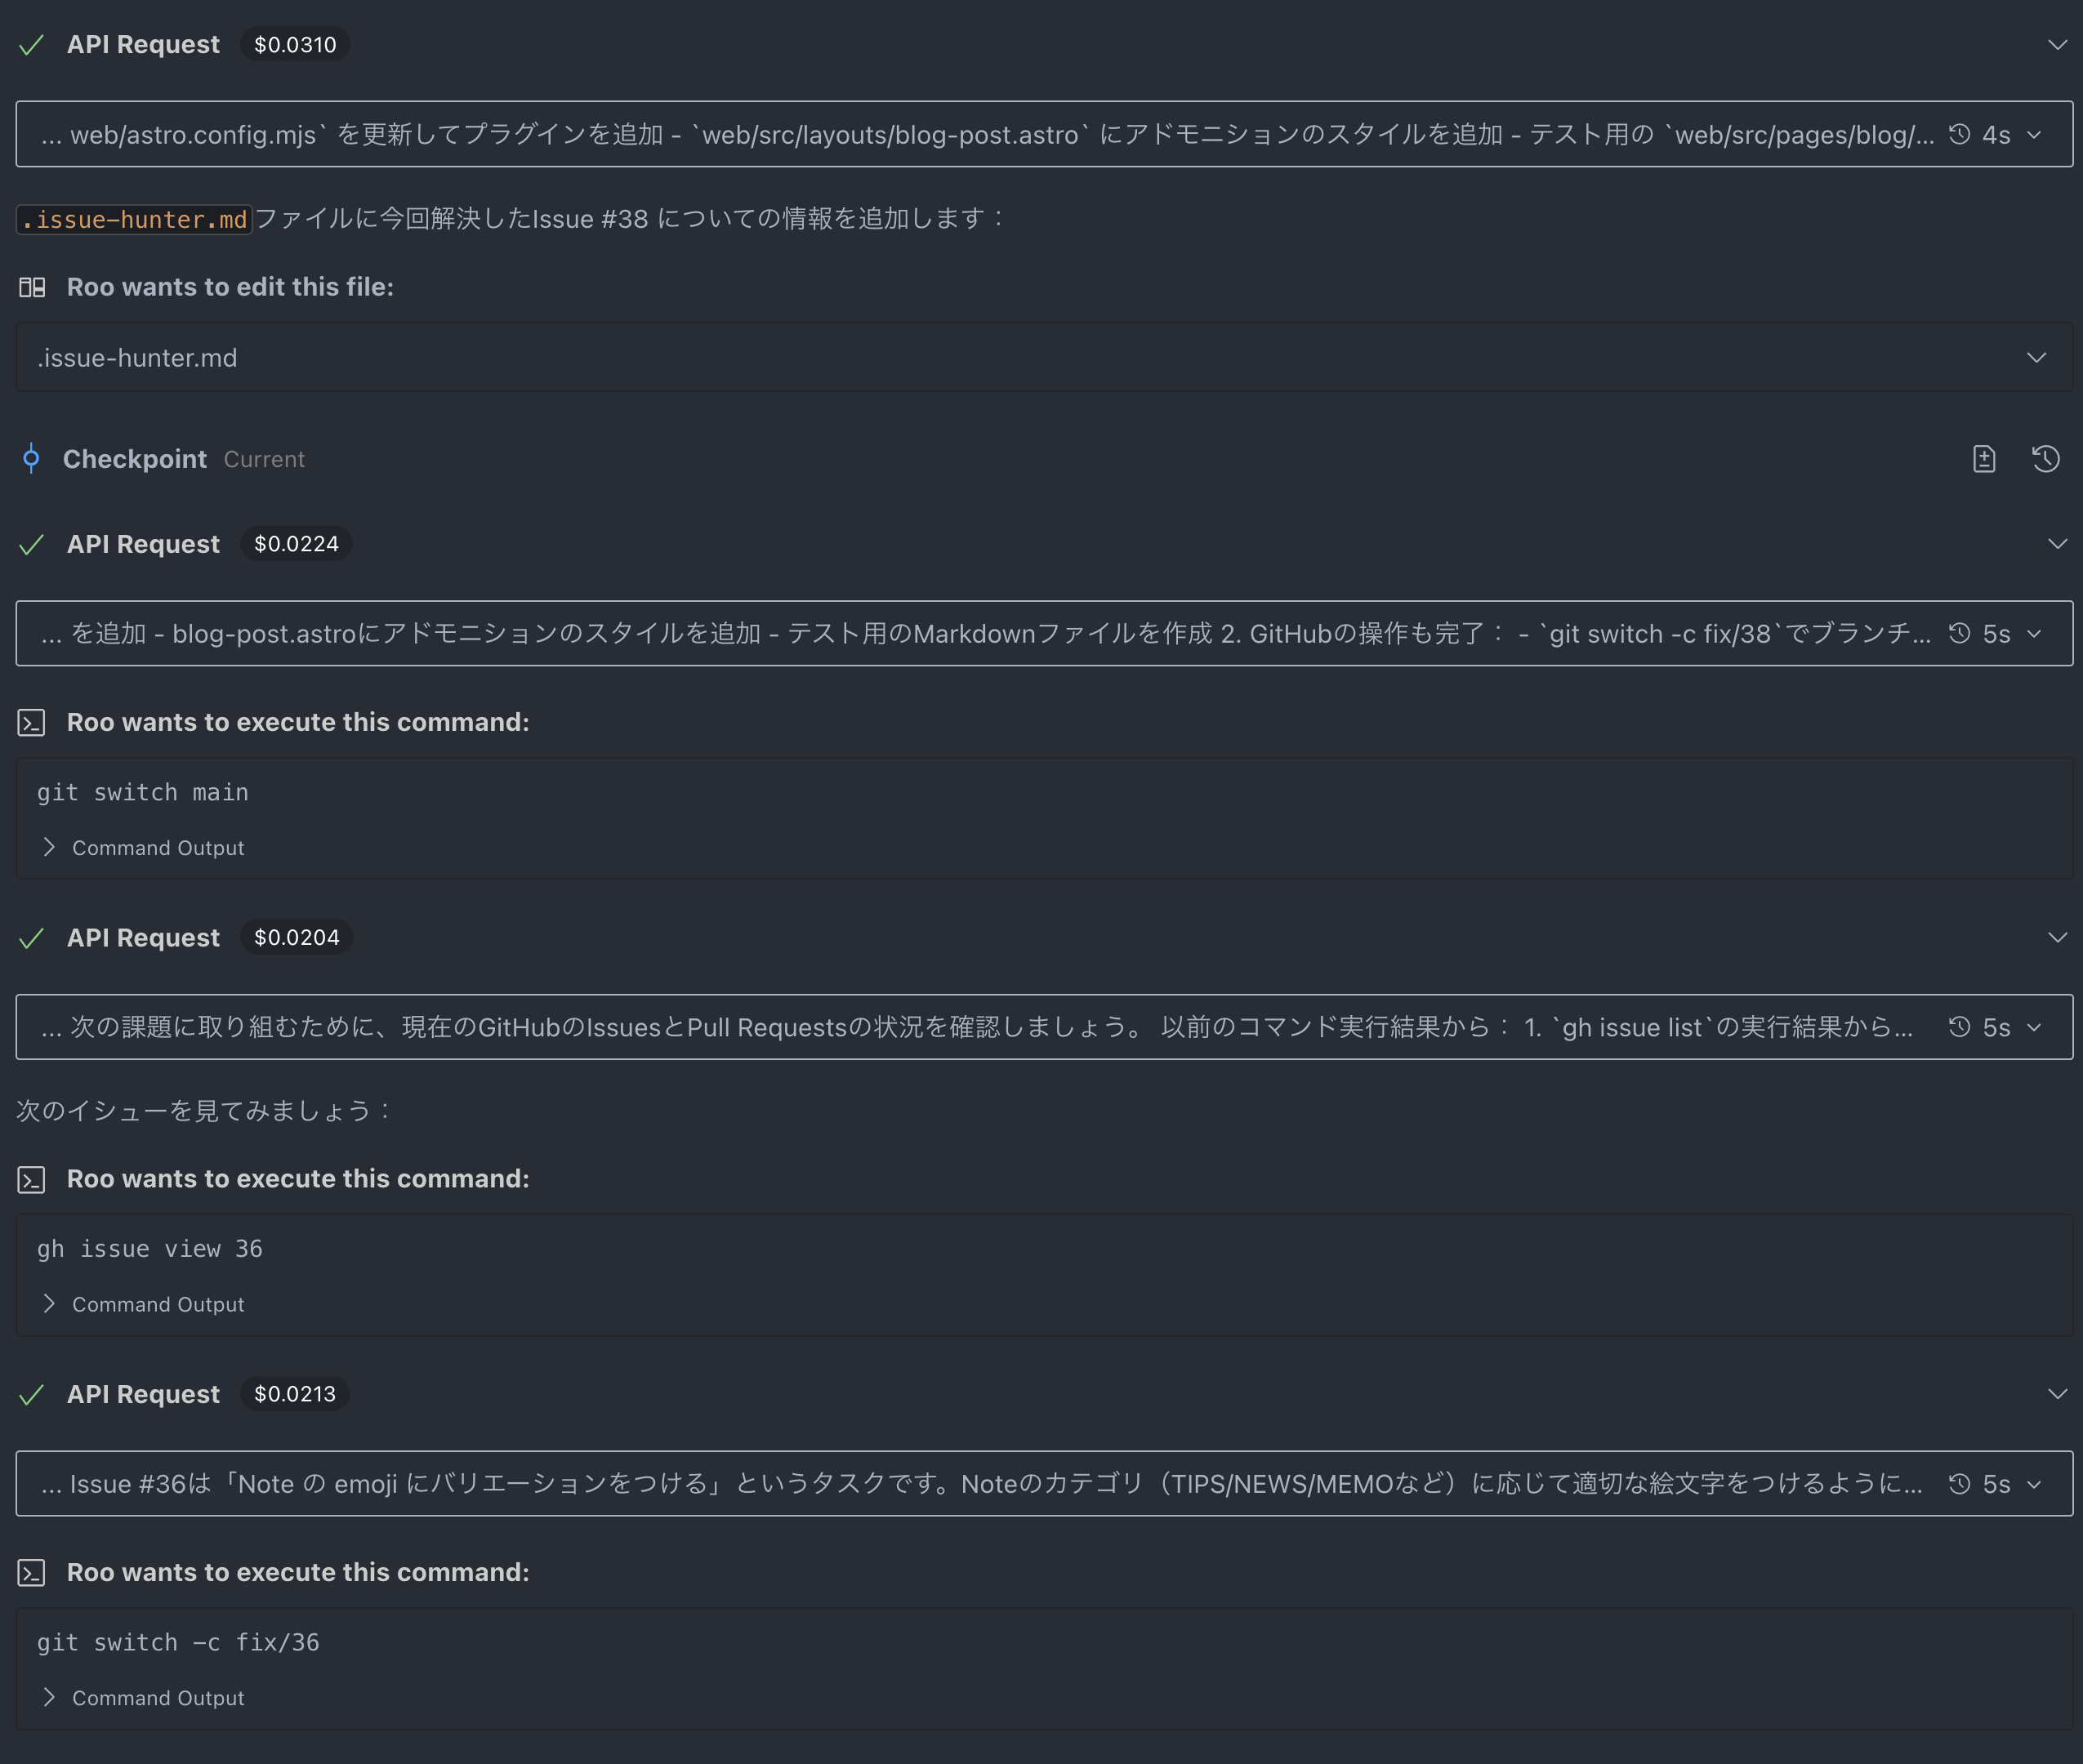 API Request $0.0310
... web/astro.config.mjs` を更新してプラグインを追加 - `web/src/layouts/blog-post.astro` にアドモニションのスタイルを追加 - テスト用の `web/src/pages/blog/... 4s
.issue-hunter.mdファイルに今回解決したIssue #38 についての情報を追加します：
Roo wants to edit this file:
.issue-hunter.md
Checkpoint Current
API Request $0.0224
... を追加 - blog-post.astroにアドモニションのスタイルを追加 - テスト用のMarkdownファイルを作成 2. GitHubの操作も完了： - `git switch -c fix/38`でブランチ... 5s
Roo wants to execute this command:
git switch main
Command Output
API Request $0.0204
... 次の課題に取り組むために、現在のGitHubのIssuesとPull Requestsの状況を確認しましょう。 以前のコマンド実行結果から： 1. `gh issue list`の実行結果から... 5s
次のイシューを見てみましょう：
Roo wants to execute this command:
gh issue view 36
Command Output
API Request $0.0213
... Issue #36は「Note の emoji にバリエーションをつける」というタスクです。Noteのカテゴリ（TIPS/NEWS/MEMOなど）に応じて適切な絵文字をつけるように... 5s
Roo wants to execute this command:
git switch -c fix/36
Command Output